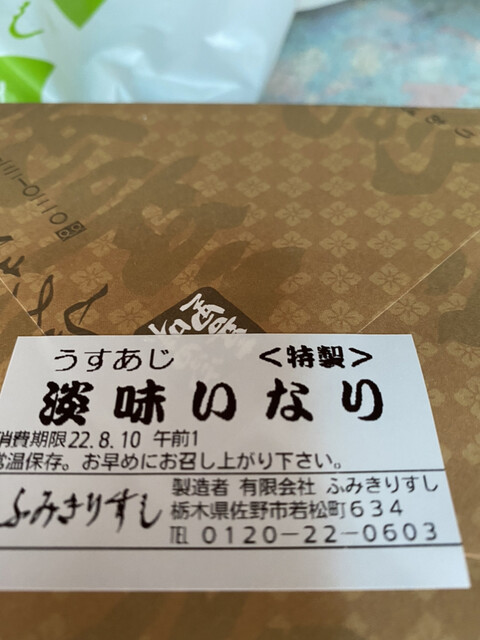 うすあじ <特製>
淡味いなり
消費期限22.8.10 午前1
常温保存。お早めにお召し上がり下さい。
ふみきりすし
製造者 有限会社 ふみきりすし
栃木県佐野市若松町634
TEL 0120-22-0603